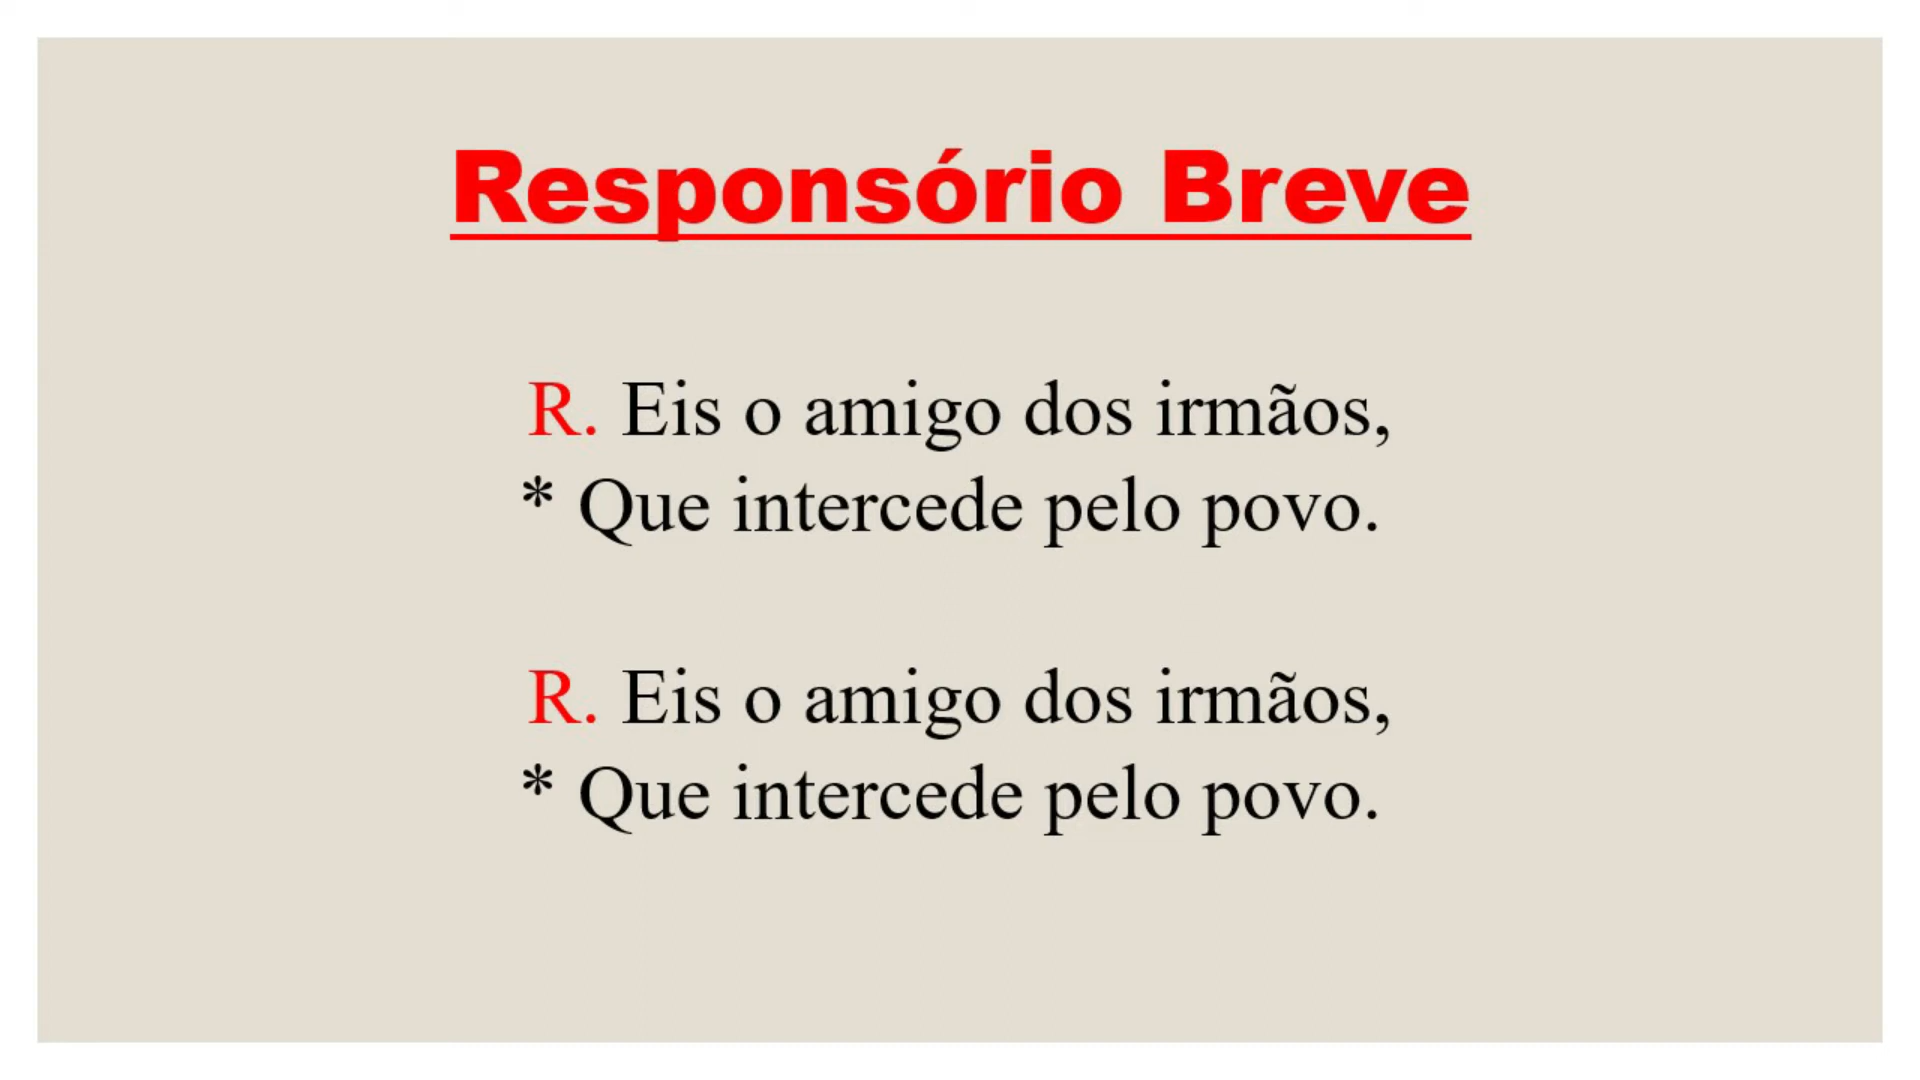 Responsório Breve
R. Eis o amigo dos irmãos,
* Que intercede pelo povo.
R. Eis o amigo dos irmãos,
* Que intercede pelo povo.